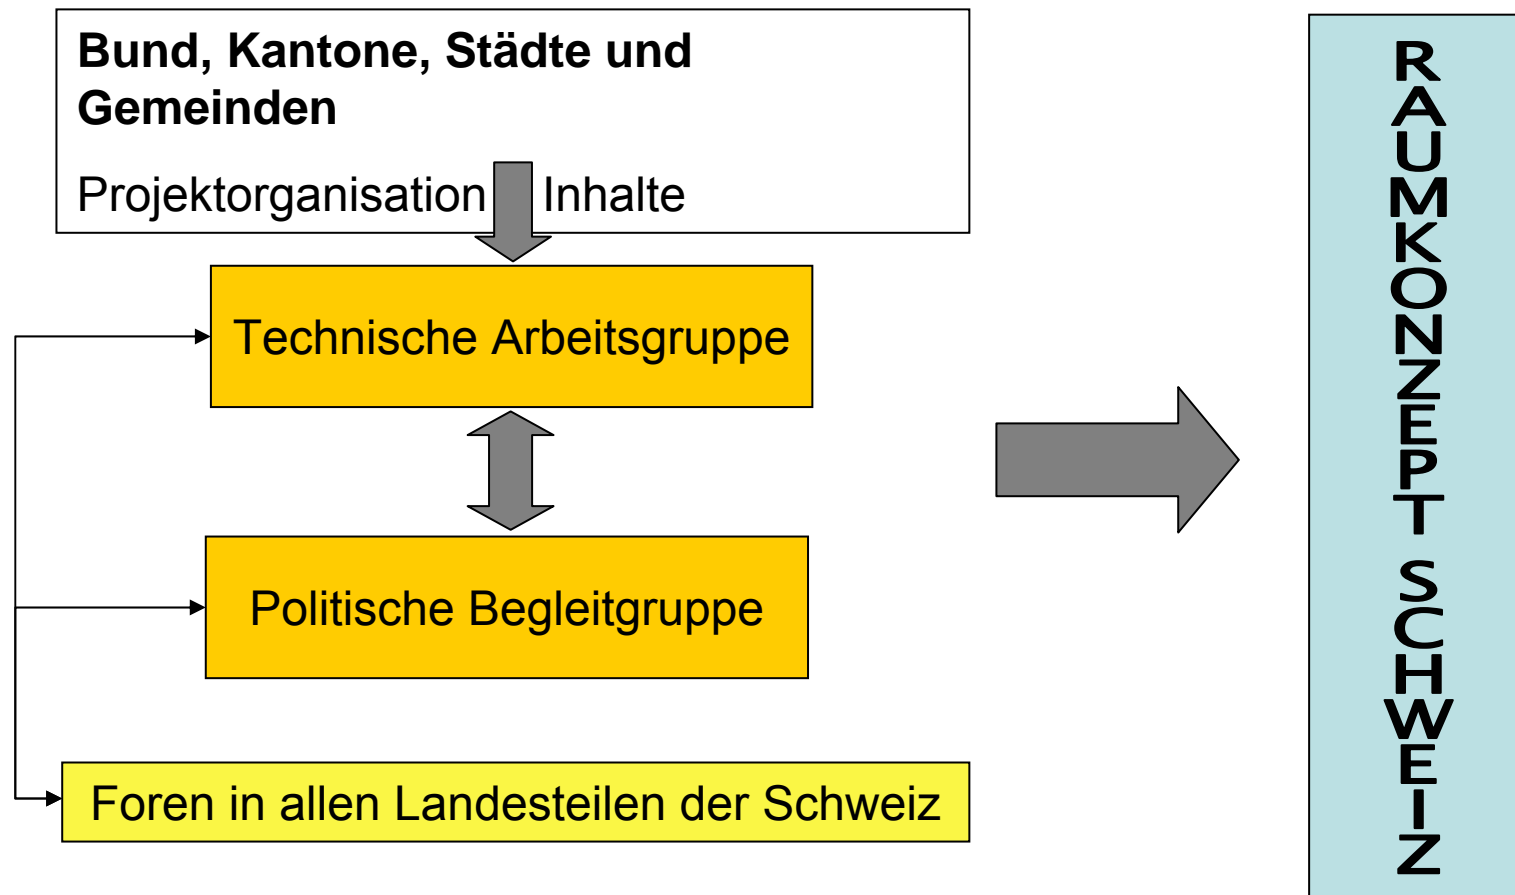 Bund, Kantone, Städte und
Gemeinden
Projektorganisation Inhalte
Technische Arbeitsgruppe
Politische Begleitgruppe
Foren in allen Landesteilen der Schweiz
RAUMKONZEPT SCHWEIZ